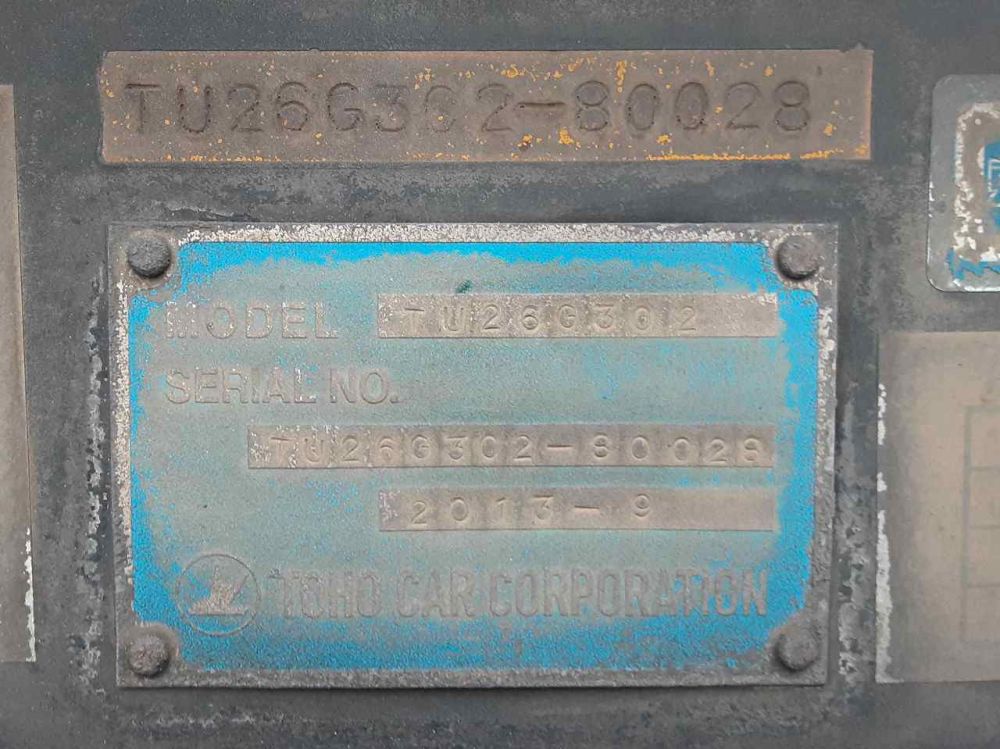 TU26G302-80028
MODEL TU26G302
SERIAL NO.
TU26G302-80028
2013-9
TOHO CAR CORPORATION